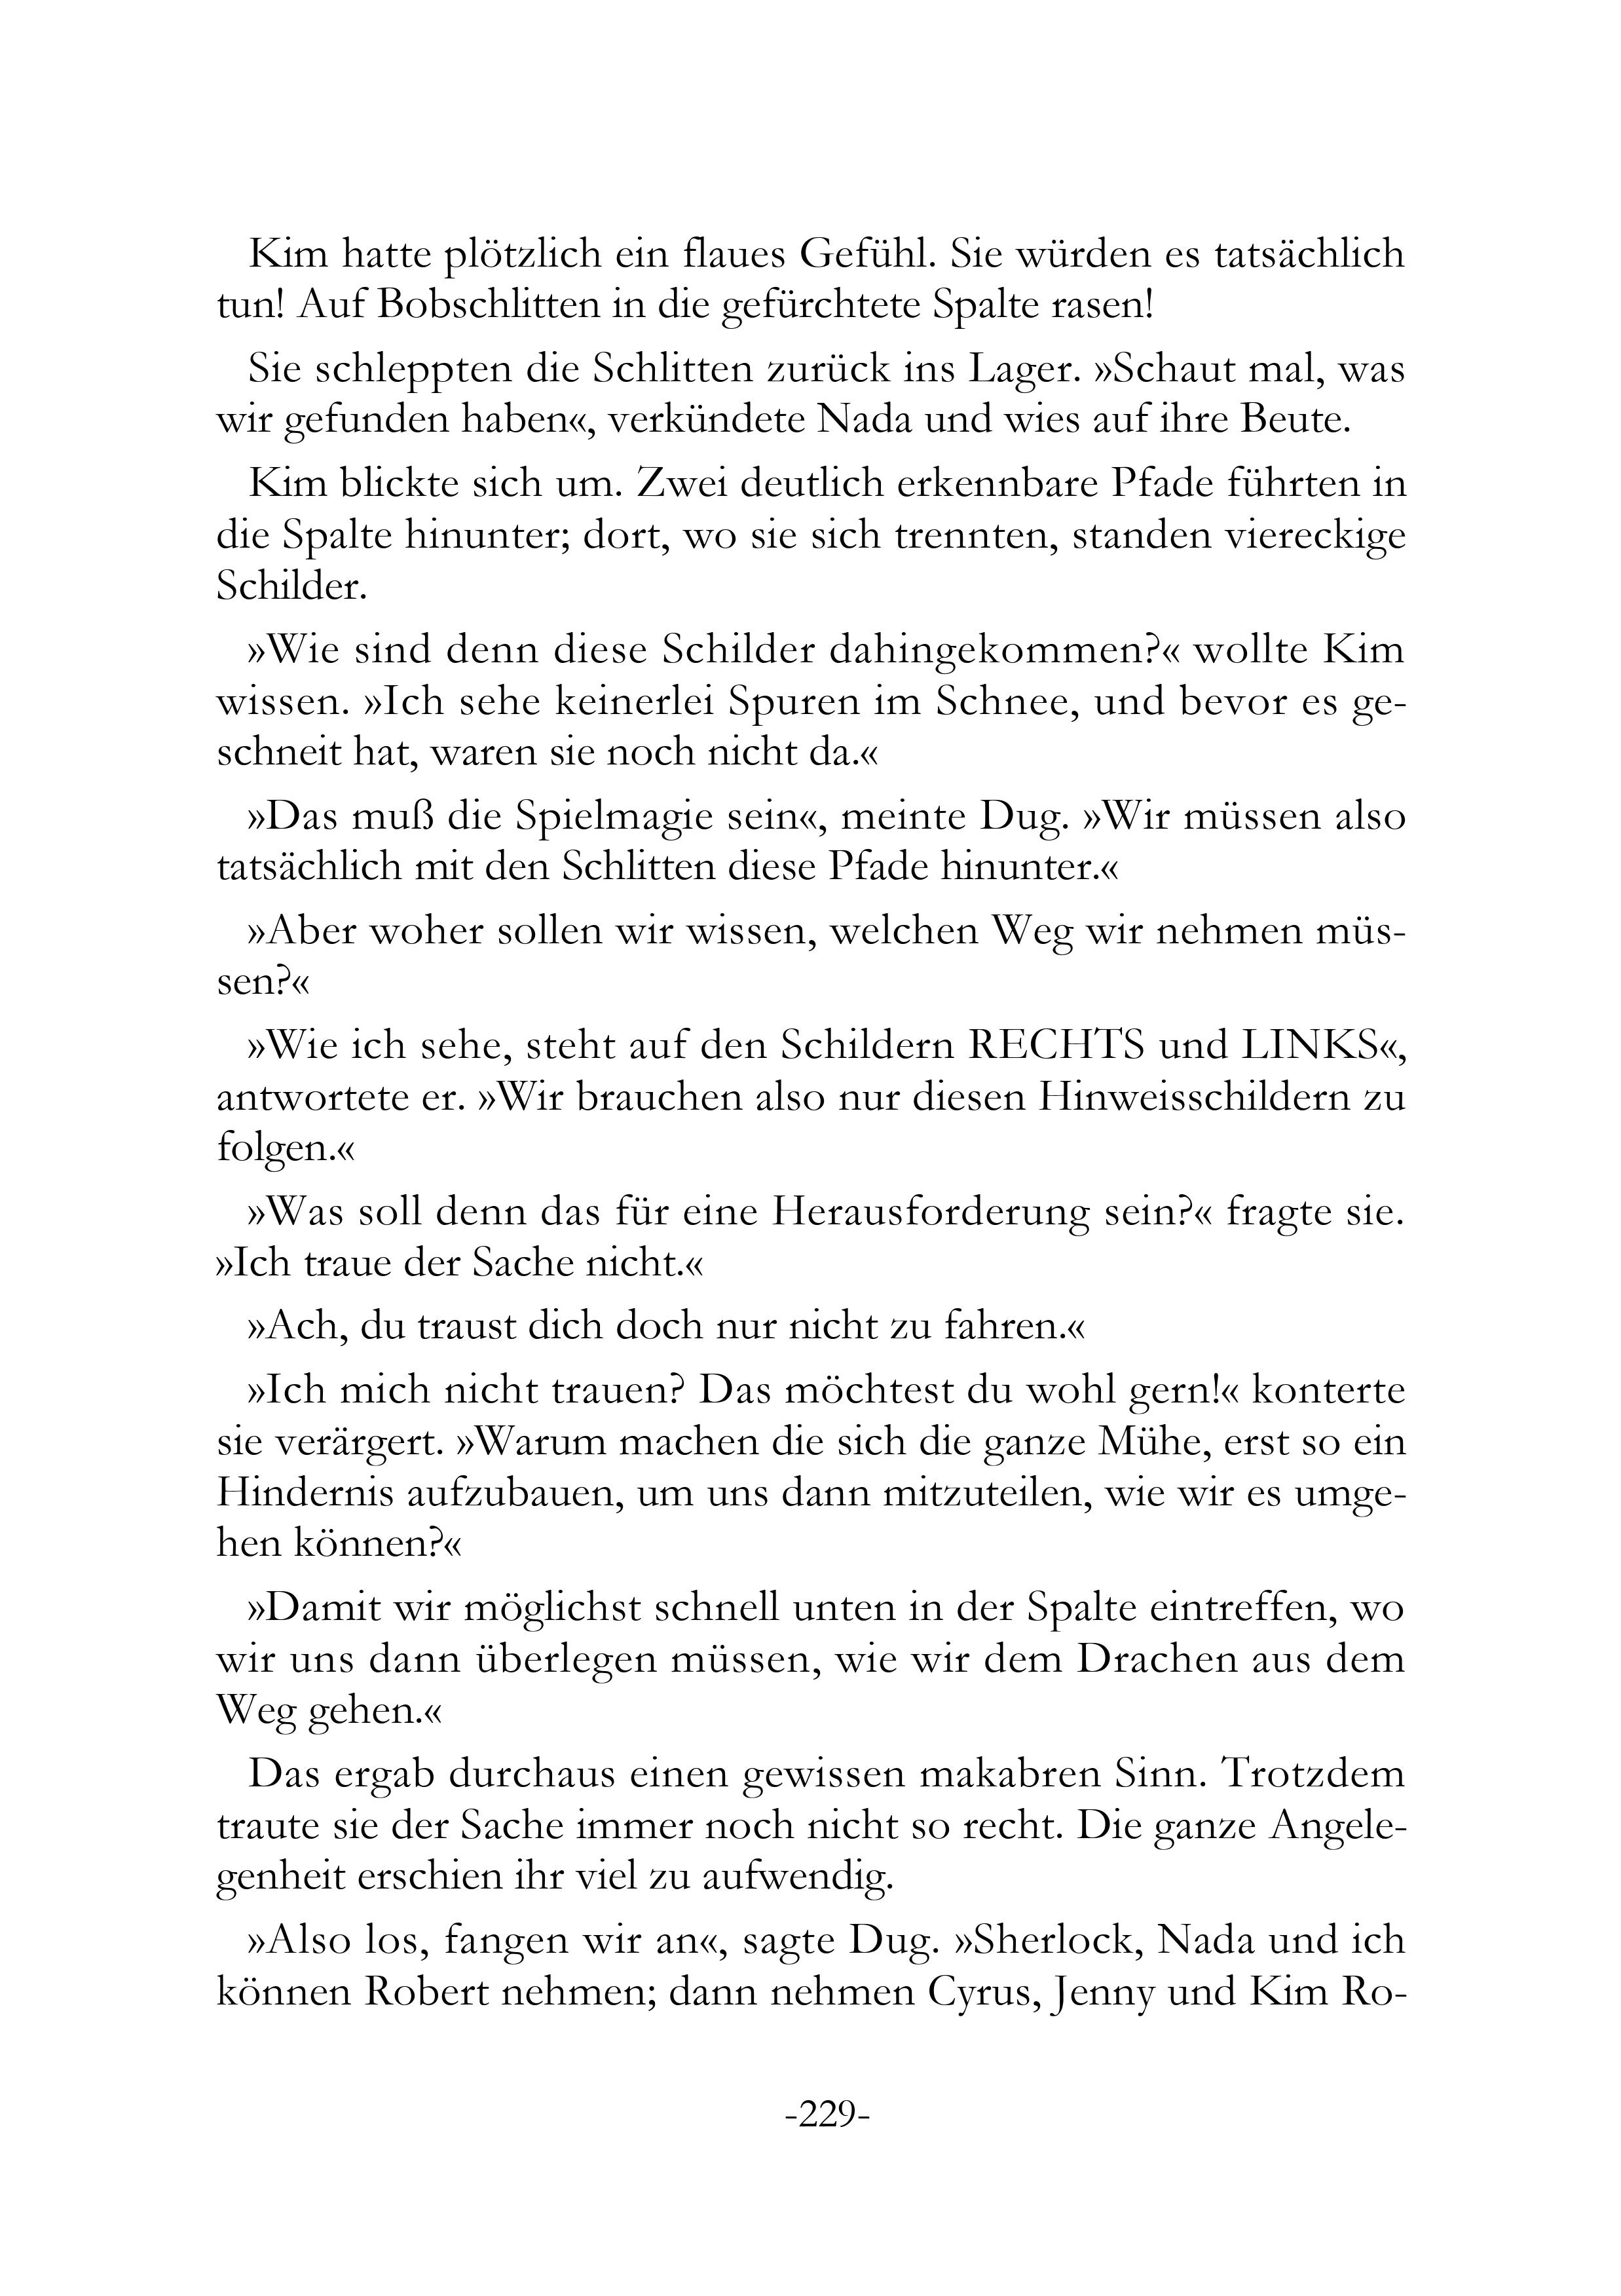 Kim hatte plötzlich ein flaues Gefühl. Sie würden es tatsächlich
tun! Auf Bobschlitten in die gefürchtete Spalte rasen!
Sie schleppten die Schlitten zurück ins Lager. »Schaut mal, was
wir gefunden haben«, verkündete Nada und wies auf ihre Beute.
Kim blickte sich um. Zwei deutlich erkennbare Pfade führten in
die Spalte hinunter; dort, wo sie sich trennten, standen viereckige
Schilder.
»Wie sind denn diese Schilder dahingekommen?« wollte Kim
wissen. »Ich sehe keinerlei Spuren im Schnee, und bevor es ge-
schneit hat, waren sie noch nicht da.«
»Das muß die Spielmagie sein«, meinte Dug. »Wir müssen also
tatsächlich mit den Schlitten diese Pfade hinunter.«
»Aber woher sollen wir wissen, welchen Weg wir nehmen müs-
sen?«
»Wie ich sehe, steht auf den Schildern RECHTS und LINKS«,
antwortete er. »Wir brauchen also nur diesen Hinweisschildern zu
folgen.«
»Was soll denn das für eine Herausforderung sein?« fragte sie.
»Ich traue der Sache nicht.«
»Ach, du traust dich doch nur nicht zu fahren.«
»Ich mich nicht trauen? Das möchtest du wohl gern!« konterte
sie verärgert. »Warum machen die sich die ganze Mühe, erst so ein
Hindernis aufzubauen, um uns dann mitzuteilen, wie wir es umge-
hen können?«
»Damit wir möglichst schnell unten in der Spalte eintreffen, wo
wir uns dann überlegen müssen, wie wir dem Drachen aus dem
Weg gehen.«
Das ergab durchaus einen gewissen makabren Sinn. Trotzdem
traute sie der Sache immer noch nicht so recht. Die ganze Angele-
genheit erschien ihr viel zu aufwendig.
»Also los, fangen wir an«, sagte Dug. »Sherlock, Nada und ich
können Robert nehmen; dann nehmen Cyrus, Jenny und Kim Ro-
-229-